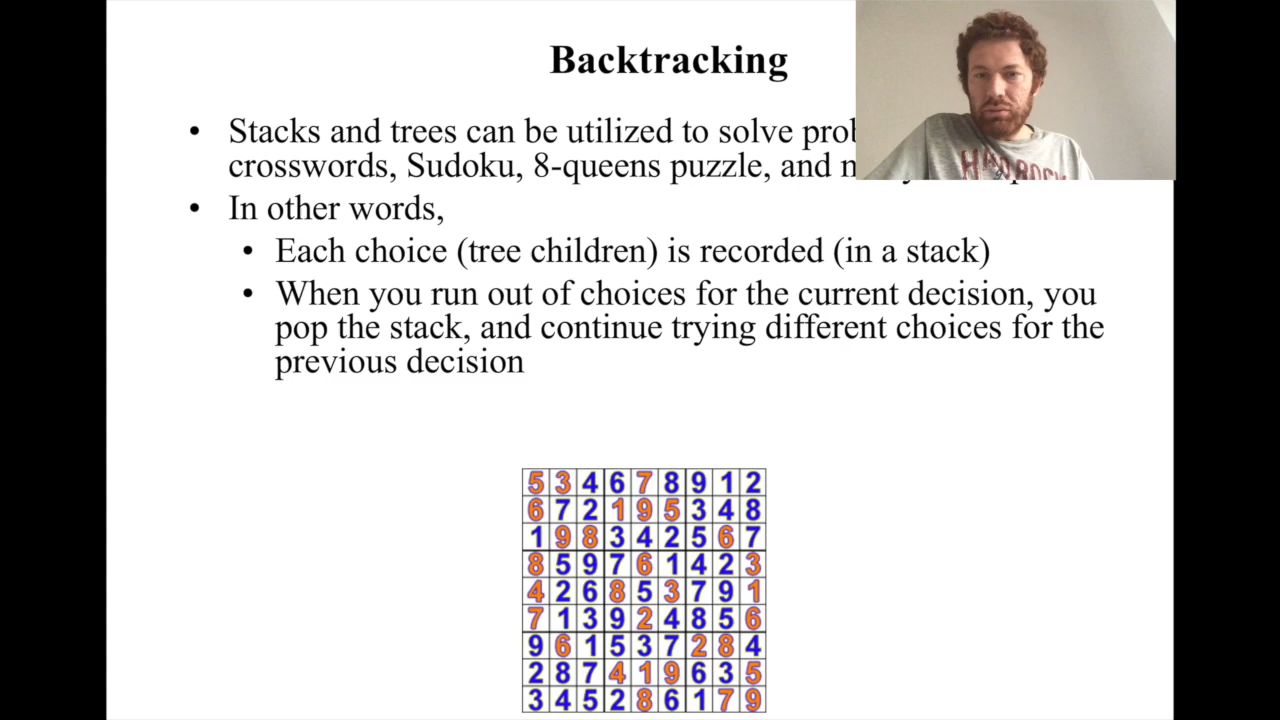 Backtracking
• Stacks and trees can be utilized to solve
crosswords, Sudoku, 8-queens puzzle, and
• In other words,
• Each choice (tree children) is recorded (in a stack)
• When you run out of choices for the current decision, you
pop the stack, and continue trying different choices for the
previous decision
5 3 4 6 7 8 9 1 2
6 7 2 1 9 5 3 4 8
1 9 8 3 4 2 5 6 7
8 5 9 7 6 1 4 2 3
4 2 6 8 5 3 7 9 1
7 1 3 9 2 4 8 5 6
9 6 1 5 3 7 2 8 4
2 8 7 4 1 9 6 3 5
3 4 5 2 8 6 1 7 9